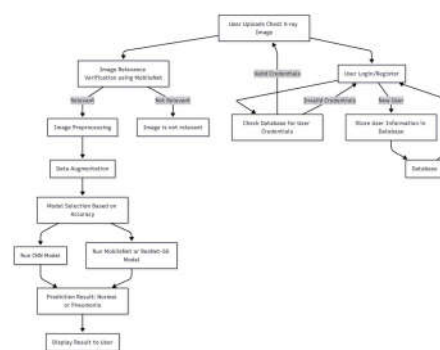 User Uploads Chest X-ray
Image
Image Relevance
Verification using MobileNet
Valid Credentials
User Login/Register
Relevant
Not Relevant
Invalid Credentials
New User
Image Preprocessing
Image is not relevant
Check Database for User
Credentials
Store User Information in
Database
Data Augmentation
Database
Model Selection Based on
Accuracy
Run CNN Model
Run MobileNet or ResNet-50
Model
Prediction Result: Normal
or Pneumonia
Display Result to User